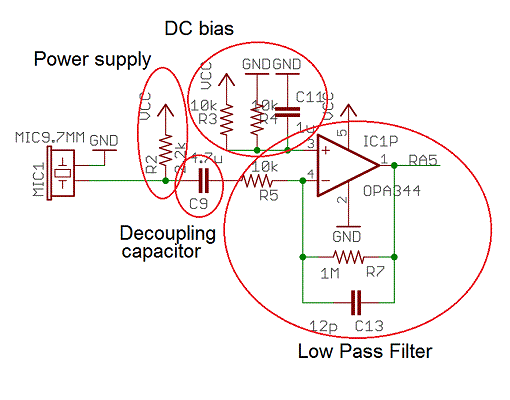 DC bias
Power supply
VCC
VCC
GND
GND
VCC
10k
R3
10k
R4
C11
1u
MIC9.7MM
GND
MIC1
R2
2.2k
4.7u
C9
10k
R5
3
4
5
2
1
IC1P
RA5
OPA344
GND
Decoupling
capacitor
1M
R7
12p
C13
Low Pass Filter